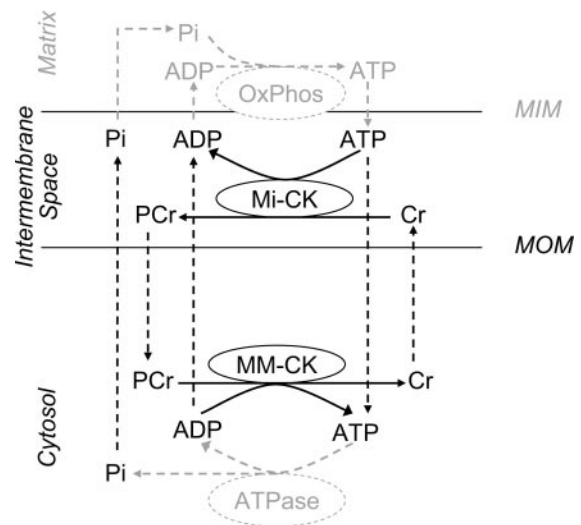 Matrix
Pi
ADP
ATP
OxPhos
MIM
Intermembrane
Space
Pi
ADP
ATP
Mi-CK
PCr
Cr
MOM
Cytosol
MM-CK
PCr
Cr
ADP
ATP
Pi
ATPase